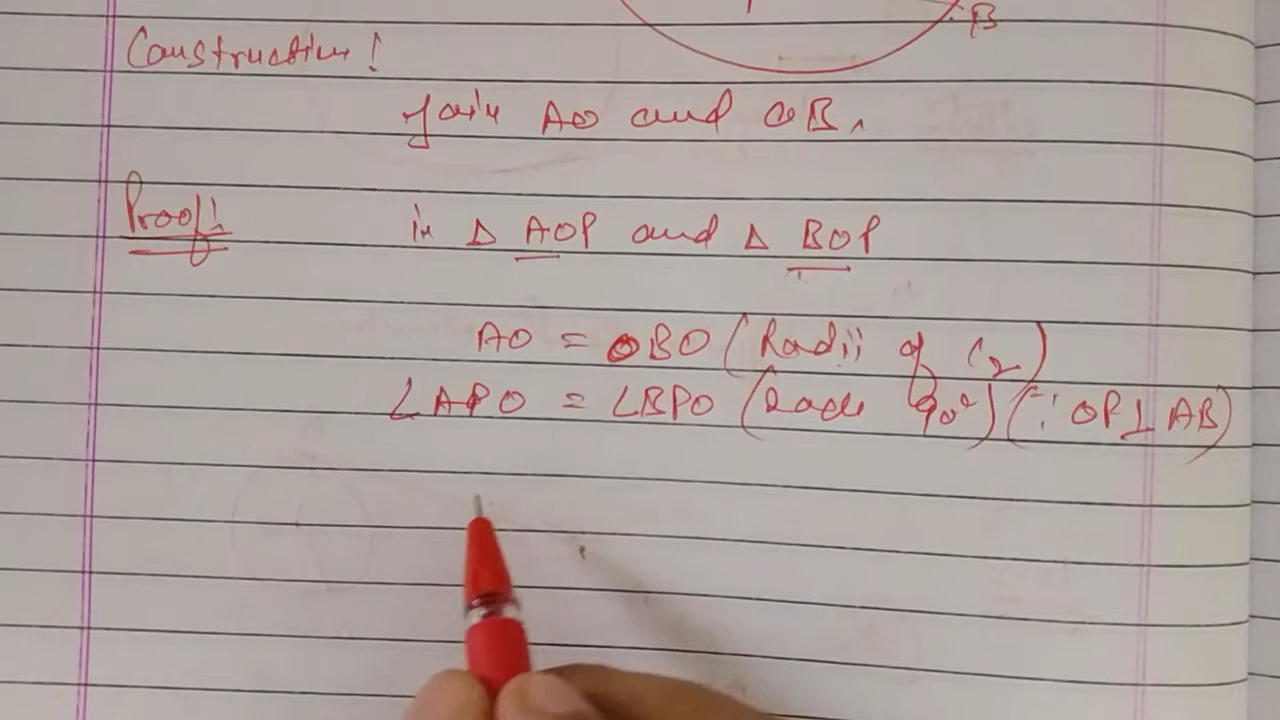 B
Construction!
Join AO and OB.
Proof:
in Δ AOP and Δ BOP
AO = OBO (Radii of C2)
∠APO = ∠BPO (Each 90°) (∵ OP⊥AB)